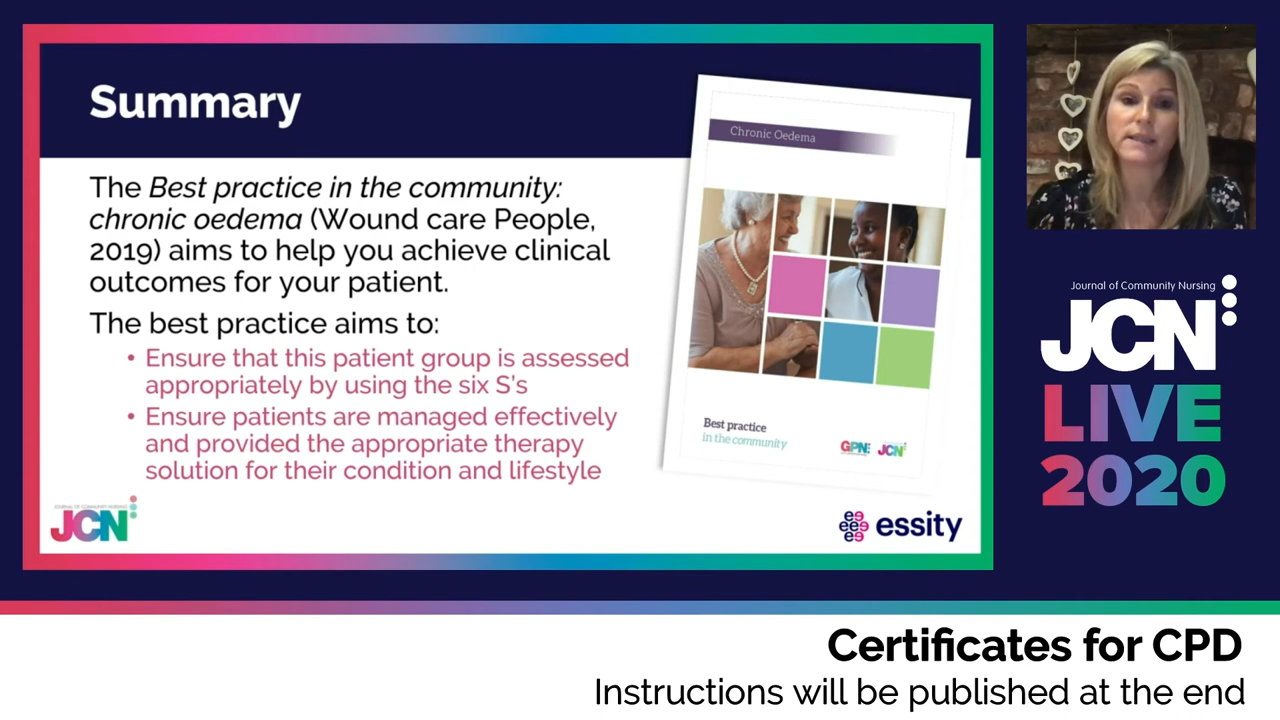 Summary
The Best practice in the community:
chronic oedema (Wound care People,
2019) aims to help you achieve clinical
outcomes for your patient.
The best practice aims to:
• Ensure that this patient group is assessed
appropriately by using the six S's
• Ensure patients are managed effectively
and provided the appropriate therapy
solution for their condition and lifestyle
JOURNAL OF COMMUNITY NURSING
JCN
essity
Chronic Oedema
Best practice
in the community
GPN
JCN
Journal of Community Nursing
JCN
LIVE
2020
Certificates for CPD
Instructions will be published at the end